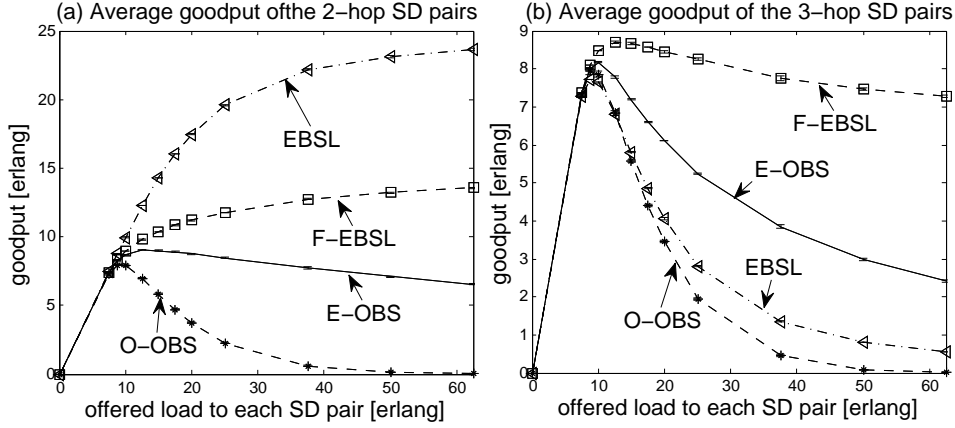 (a) Average goodput ofthe 2−hop SD pairs
25
20
15
10
5
0
goodput [erlang]
EBSL
F−EBSL
E−OBS
O−OBS
0 10 20 30 40 50 60
offered load to each SD pair [erlang]
(b) Average goodput of the 3−hop SD pairs
9
8
7
6
5
4
3
2
1
0
goodput [erlang]
F−EBSL
E−OBS
EBSL
O−OBS
0 10 20 30 40 50 60
offered load to each SD pair [erlang]